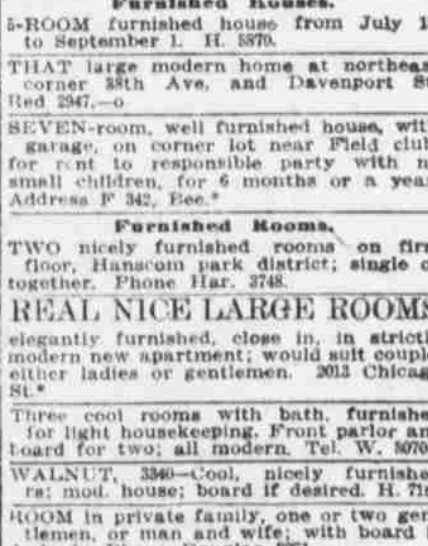 Furnished Houses.
5-ROOM furnished house from July 1
to September 1. H. 5870.
THAT large modern home at northeas
corner 38th Ave. and Davenport St
Red 2947.—o
SEVEN-room, well furnished house, wit
garage, on corner lot near Field club
for rent to responsible party with n
small children, for 6 months or a year
Address F 342, Bee.*
Furnished Rooms.
TWO nicely furnished rooms on firs
floor, Hanscom park district; single o
together. Phone Har. 3748.
REAL NICE LARGE ROOMS
elegantly furnished, close in, in strictl
modern new apartment; would suit couple
either ladies or gentlemen. 2013 Chicag
St.*
Three cool rooms with bath, furnishe
for light housekeeping. Front parlor an
board for two; all modern. Tel. W. 5070
WALNUT, 3340—Cool, nicely furnishe
rs; mod. house; board if desired. H. 716
ROOM in private family, one or two gen
tlemen, or man and wife; with board